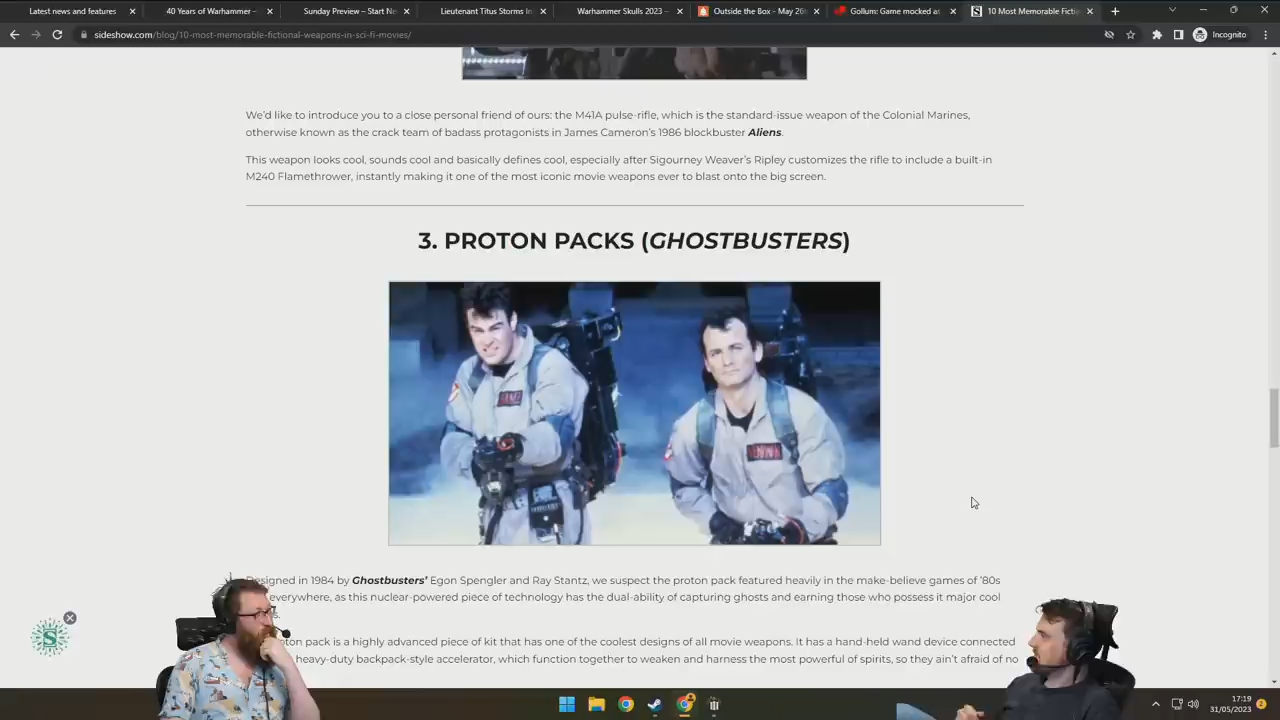 Latest news and features
40 Years of Warhammer –
Sunday Preview – Start Ne
Lieutenant Titus Storms In
Warhammer Skulls 2023 –
Outside the Box - May 26th
Gollum: Game mocked as
10 Most Memorable Ficti
sideshow.com/blog/10-most-memorable-fictional-weapons-in-sci-fi-movies/
Incognito
We'd like to introduce you to a close personal friend of ours: the M41A pulse-rifle, which is the standard-issue weapon of the Colonial Marines,
otherwise known as the crack team of badass protagonists in James Cameron's 1986 blockbuster Aliens.
This weapon looks cool, sounds cool and basically defines cool, especially after Sigourney Weaver's Ripley customizes the rifle to include a built-in
M240 Flamethrower, instantly making it one of the most iconic movie weapons ever to blast onto the big screen.
3. PROTON PACKS (GHOSTBUSTERS)
Designed in 1984 by Ghostbusters' Egon Spengler and Ray Stantz, we suspect the proton pack featured heavily in the make-believe games of '80s
everywhere, as this nuclear-powered piece of technology has the dual-ability of capturing ghosts and earning those who possess it major cool
pack is a highly advanced piece of kit that has one of the coolest designs of all movie weapons. It has a hand-held wand device connected
heavy-duty backpack-style accelerator, which function together to weaken and harness the most powerful of spirits, so they ain't afraid of no
S
17:19
31/05/2023
2